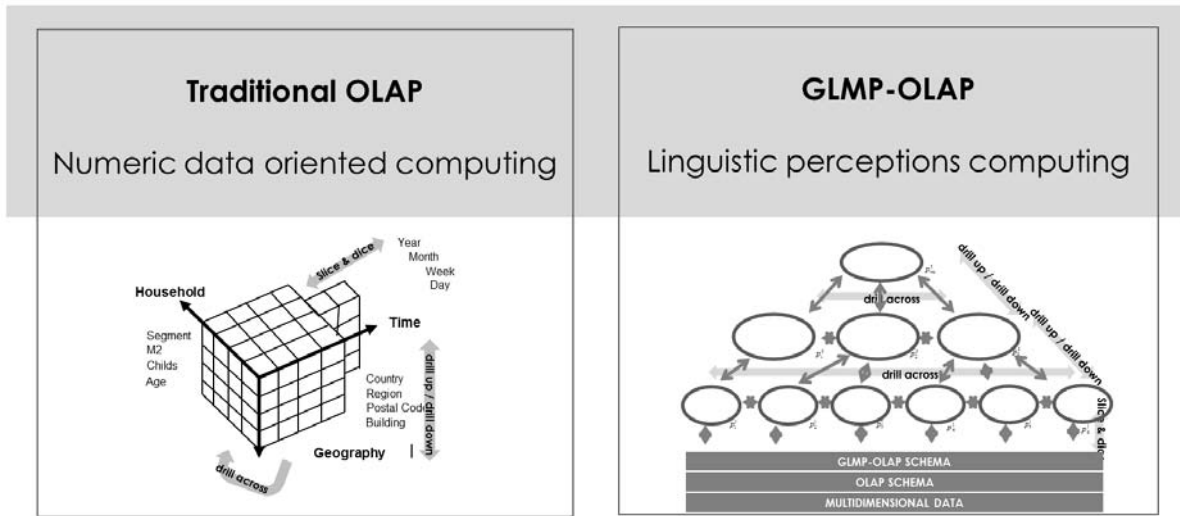 Traditional OLAP
Numeric data oriented computing
Slice & dice
Year
Month
Week
Day
Household
Time
Segment
M2
Childs
Age
Country
Region
Postal Code
Building
drill up / drill down
Geography
drill across
GLMP-OLAP
Linguistic perceptions computing
drill across
drill up / drill down
drill up / drill down
drill across
Slice & dice
GLMP-OLAP SCHEMA
OLAP SCHEMA
MULTIDIMENSIONAL DATA